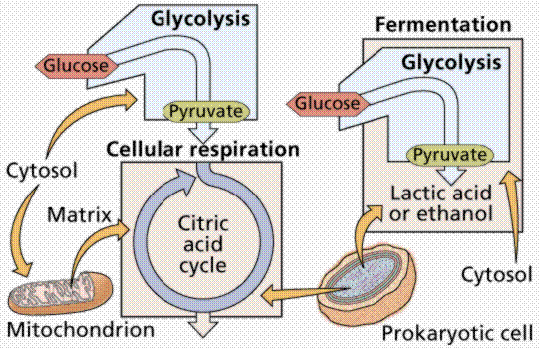 Glycolysis
Glucose
Pyruvate
Cellular respiration
Cytosol
Matrix
Citric
acid
cycle
Mitochondrion
Fermentation
Glycolysis
Glucose
Pyruvate
Lactic acid
or ethanol
Cytosol
Prokaryotic cell